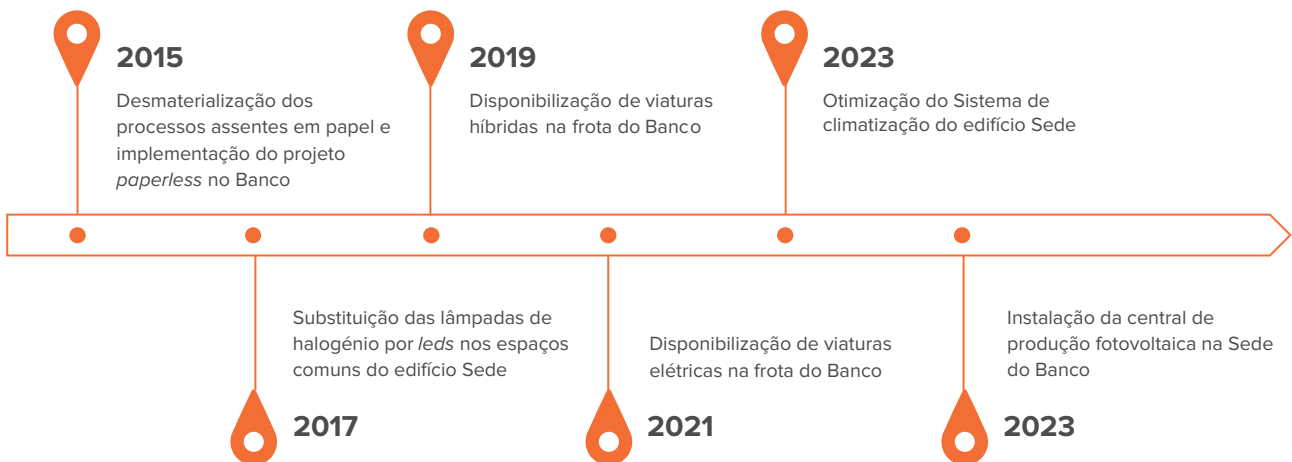 2015
Desmaterialização dos
processos assentes em papel e
implementação do projeto
paperless no Banco
2017
Substituição das lâmpadas de
halogénio por leds nos espaços
comuns do edifício Sede
2019
Disponibilização de viaturas
híbridas na frota do Banco
2021
Disponibilização de viaturas
elétricas na frota do Banco
2023
Otimização do Sistema de
climatização do edifício Sede
2023
Instalação da central de
produção fotovoltaica na Sede
do Banco